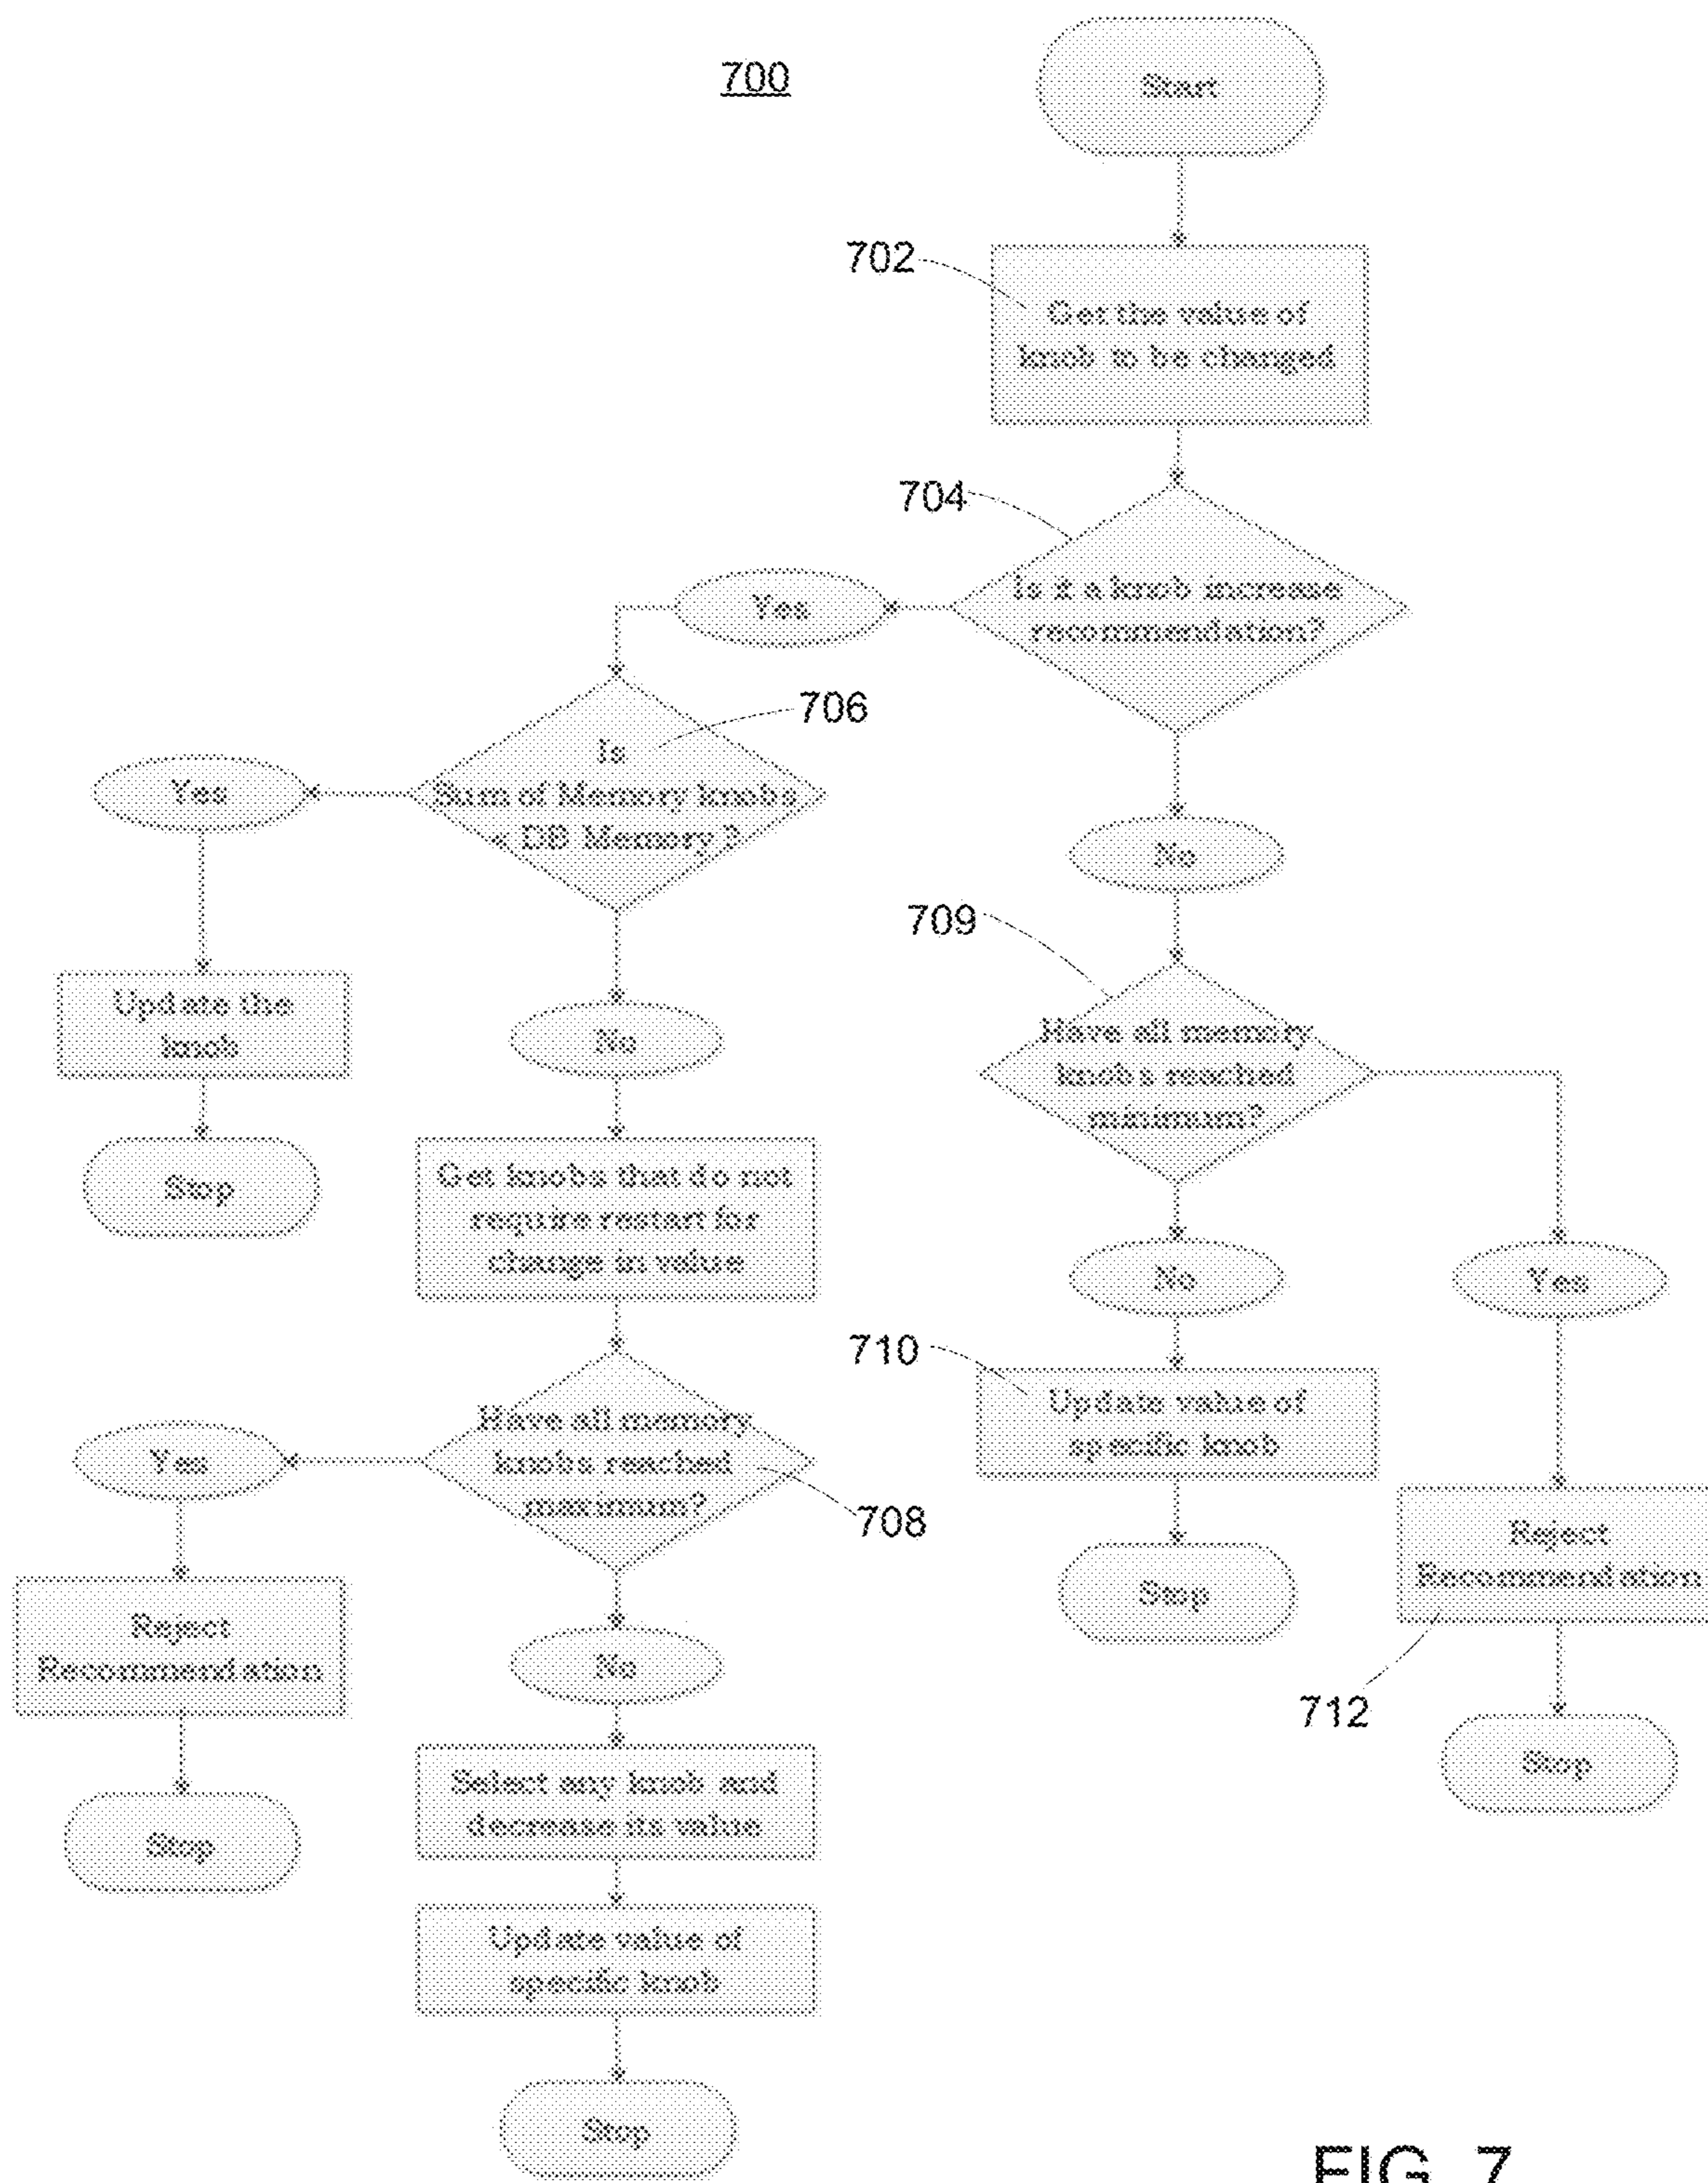 700
Start
702
Get the value of
knob to be changed
704
Is it a knob increase
recommendation?
Yes
706
Is
Sum of Memory knobs
< DB Memory?
Yes
No
709
Update the
knob
No
Have all memory
knobs reached
minimum?
Stop
Get knobs that do not
require restart for
change in value
No
Yes
710
Update value of
specific knob
Have all memory
knobs reached
maximum?
Yes
708
Reject
Recommendation
Stop
Reject
Recommendation
No
712
Stop
Select any knob and
decrease its value
Stop
Update value of
specific knob
Stop
FIG. 7